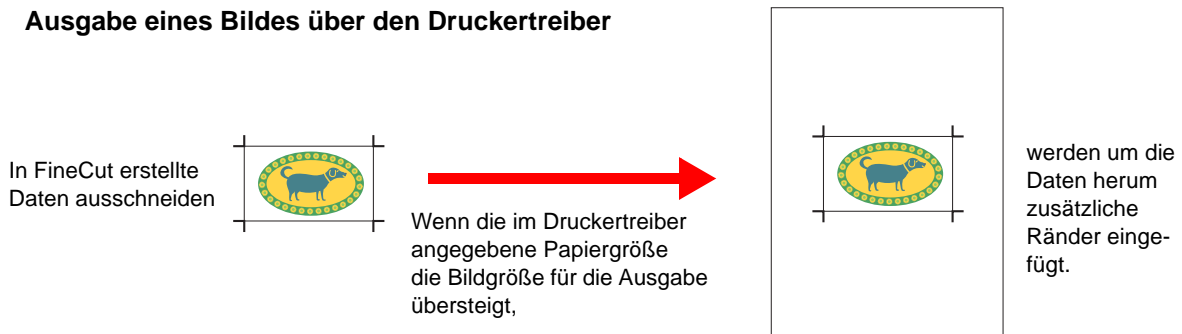 Ausgabe eines Bildes über den Druckertreiber
In FineCut erstellte
Daten ausschneiden
Wenn die im Druckertreiber
angegebene Papiergröße
die Bildgröße für die Ausgabe
übersteigt,
werden um die
Daten herum
zusätzliche
Ränder einge-
fügt.